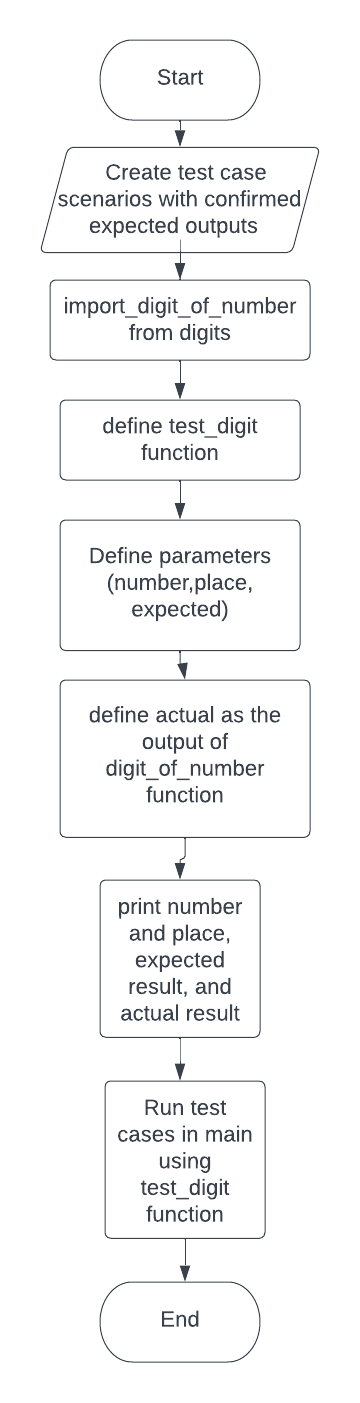 Start
Create test case
scenarios with confirmed
expected outputs
import_digit_of_number
from digits
define test_digit
function
Define parameters
(number,place,
expected)
define actual as the
output of
digit_of_number
function
print number
and place,
expected
result, and
actual result
Run test
cases in main
using
test_digit
function
End